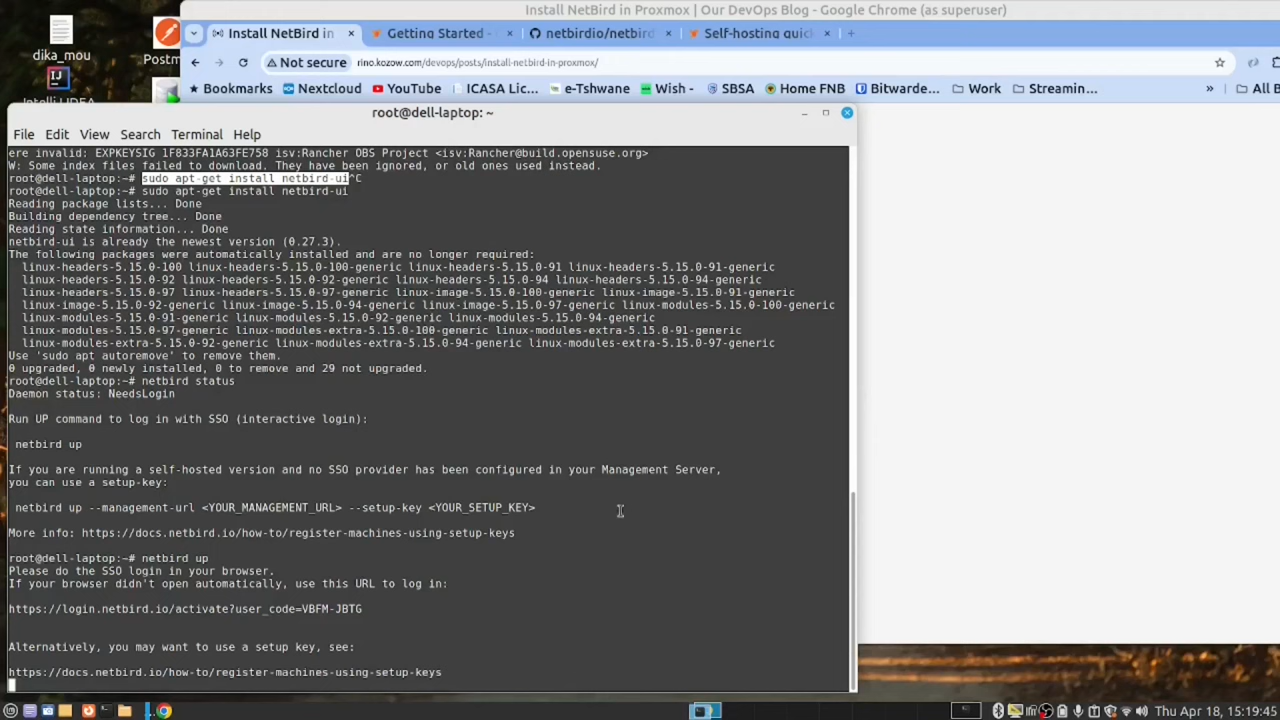 Install NetBird in Proxmox | Our DevOps Blog - Google Chrome (as superuser)
Install NetBird in
Getting Started -
netbirdio/netbird
Self-hosting quic
Not secure
rino.kozow.com/devops/posts/install-netbird-in-proxmox/
Bookmarks
Nextcloud
YouTube
ICASA Lic...
e-Tshwane
Wish -
SBSA
Home FNB
Bitwarde...
Work
Streamin...
»
All B
dika_mou
Postm
IntelliJ IDEA
root@dell-laptop: ~
File Edit View Search Terminal Help
ere invalid: EXPKEYSIG 1F833FA1A63FE758 isv:Rancher OBS Project <isv:Rancher@build.opensuse.org>
W: Some index files failed to download. They have been ignored, or old ones used instead.
root@dell-laptop:~# sudo apt-get install netbird-ui^C
root@dell-laptop:~# sudo apt-get install netbird-ui
Reading package lists... Done
Building dependency tree... Done
Reading state information... Done
netbird-ui is already the newest version (0.27.3).
The following packages were automatically installed and are no longer required:
linux-headers-5.15.0-100 linux-headers-5.15.0-100-generic linux-headers-5.15.0-91 linux-headers-5.15.0-91-generic
linux-headers-5.15.0-92 linux-headers-5.15.0-92-generic linux-headers-5.15.0-94 linux-headers-5.15.0-94-generic
linux-headers-5.15.0-97 linux-headers-5.15.0-97-generic linux-image-5.15.0-100-generic linux-image-5.15.0-91-generic
linux-image-5.15.0-92-generic linux-image-5.15.0-94-generic linux-image-5.15.0-97-generic linux-modules-5.15.0-100-generic
linux-modules-5.15.0-91-generic linux-modules-5.15.0-92-generic linux-modules-5.15.0-94-generic
linux-modules-5.15.0-97-generic linux-modules-extra-5.15.0-100-generic linux-modules-extra-5.15.0-91-generic
linux-modules-extra-5.15.0-92-generic linux-modules-extra-5.15.0-94-generic linux-modules-extra-5.15.0-97-generic
Use 'sudo apt autoremove' to remove them.
0 upgraded, 0 newly installed, 0 to remove and 29 not upgraded.
root@dell-laptop:~# netbird status
Daemon status: NeedsLogin
Run UP command to log in with SSO (interactive login):
netbird up
If you are running a self-hosted version and no SSO provider has been configured in your Management Server,
you can use a setup-key:
netbird up --management-url <YOUR_MANAGEMENT_URL> --setup-key <YOUR_SETUP_KEY>
More info: https://docs.netbird.io/how-to/register-machines-using-setup-keys
root@dell-laptop:~# netbird up
Please do the SSO login in your browser.
If your browser didn't open automatically, use this URL to log in:
https://login.netbird.io/activate?user_code=VBFM-JBTG
Alternatively, you may want to use a setup key, see:
https://docs.netbird.io/how-to/register-machines-using-setup-keys
Thu Apr 18, 15:19:45